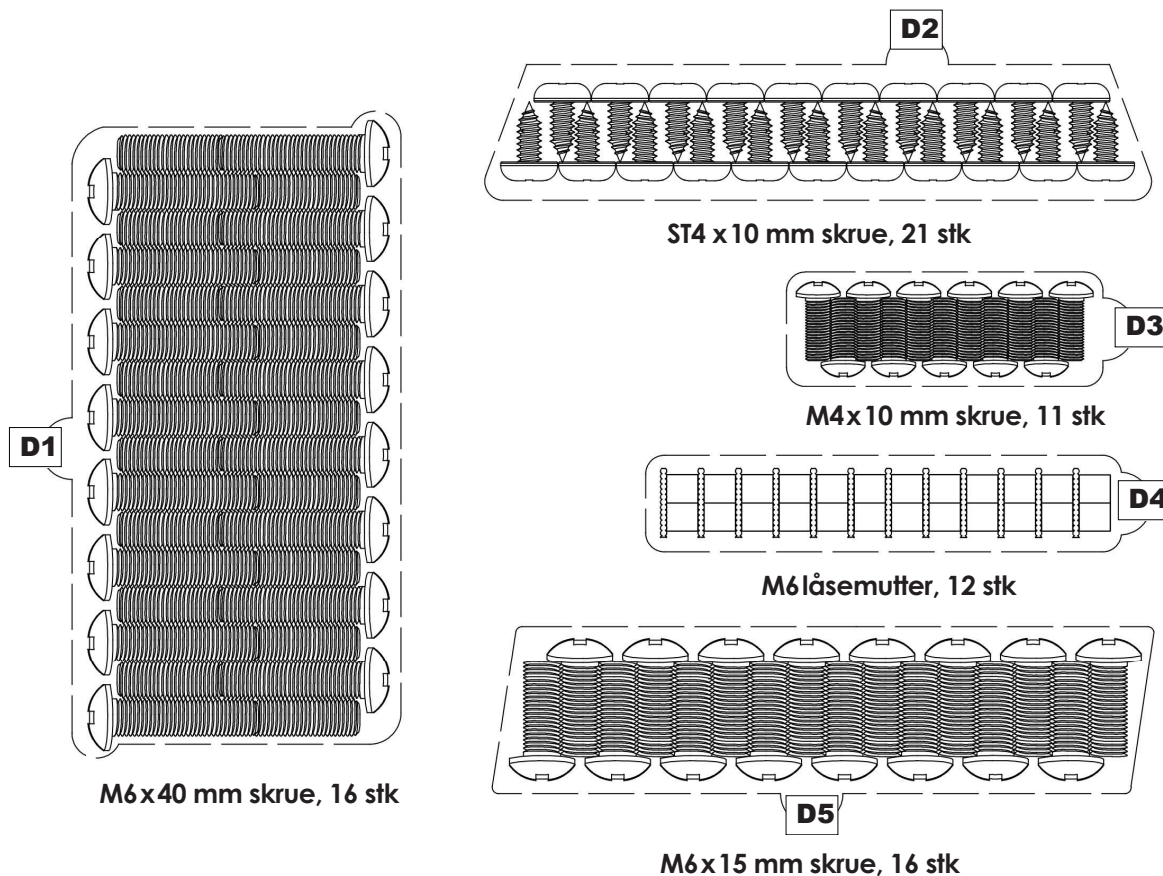 D2
ST4 x 10 mm skrue, 21 stk
D3
M4 x 10 mm skrue, 11 stk
D1
D4
M6 låsemutter, 12 stk
M6 x 40 mm skrue, 16 stk
D5
M6 x 15 mm skrue, 16 stk